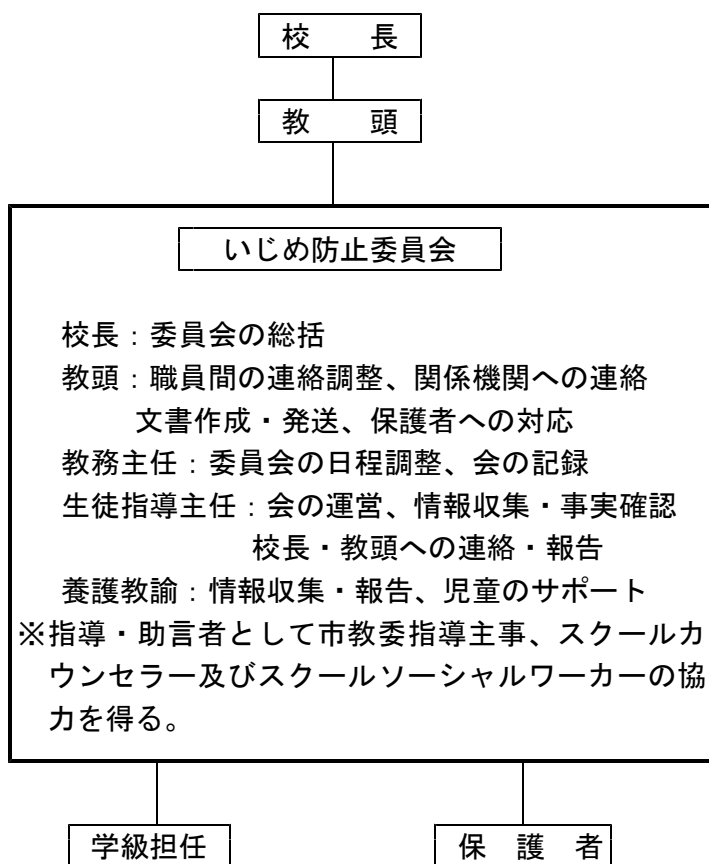 校　　長
教　　頭
いじめ防止委員会
校長：委員会の総括
教頭：職員間の連絡調整、関係機関への連絡
文書作成・発送、保護者への対応
教務主任：委員会の日程調整、会の記録
生徒指導主任：会の運営、情報収集・事実確認
校長・教頭への連絡・報告
養護教諭：情報収集・報告、児童のサポート
※指導・助言者として市教委指導主事、スクールカ
ウンセラー及びスクールソーシャルワーカーの協
力を得る。
学級担任　　保　護　者